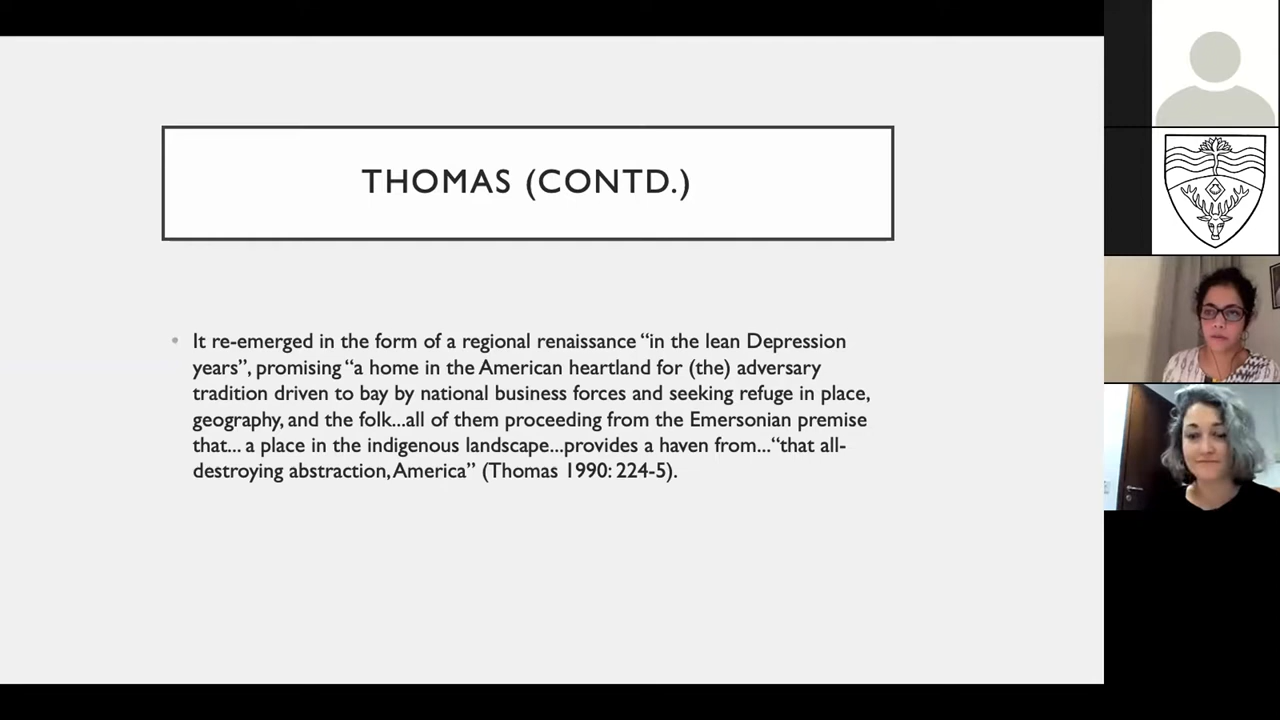 THOMAS (CONTD.)
• It re-emerged in the form of a regional renaissance “in the lean Depression
years”, promising “a home in the American heartland for (the) adversary
tradition driven to bay by national business forces and seeking refuge in place,
geography, and the folk...all of them proceeding from the Emersonian premise
that... a place in the indigenous landscape...provides a haven from...“that all-
destroying abstraction, America” (Thomas 1990: 224-5).